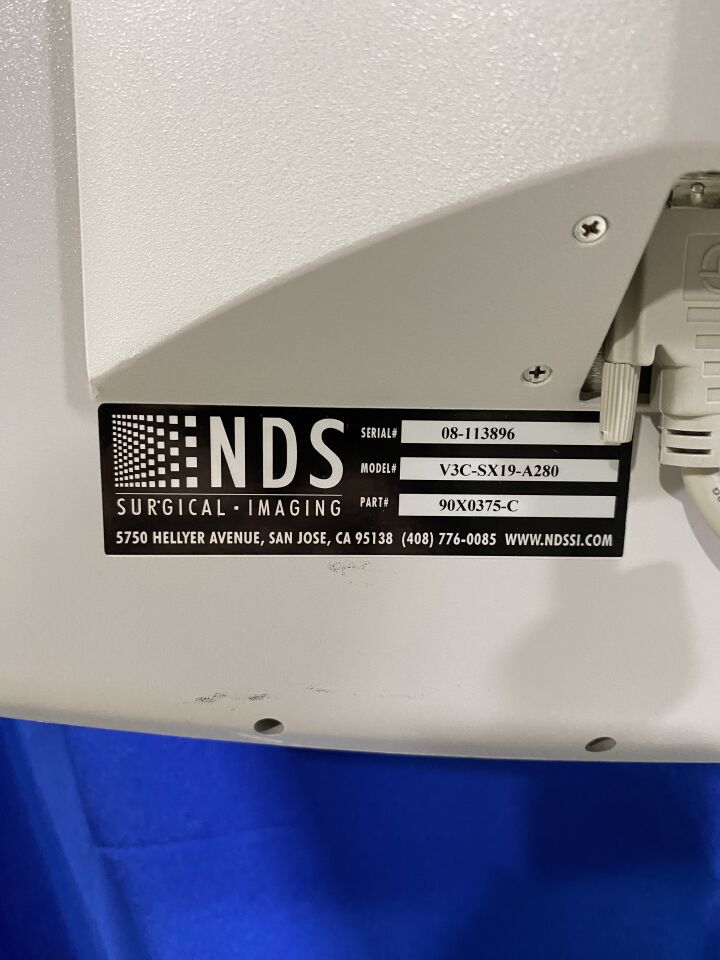 NDS
SURGICAL · IMAGING
SERIAL# 08-113896
MODEL# V3C-SX19-A280
PART# 90X0375-C
5750 HELLYER AVENUE, SAN JOSE, CA 95138 (408) 776-0085 WWW.NDSSI.COM